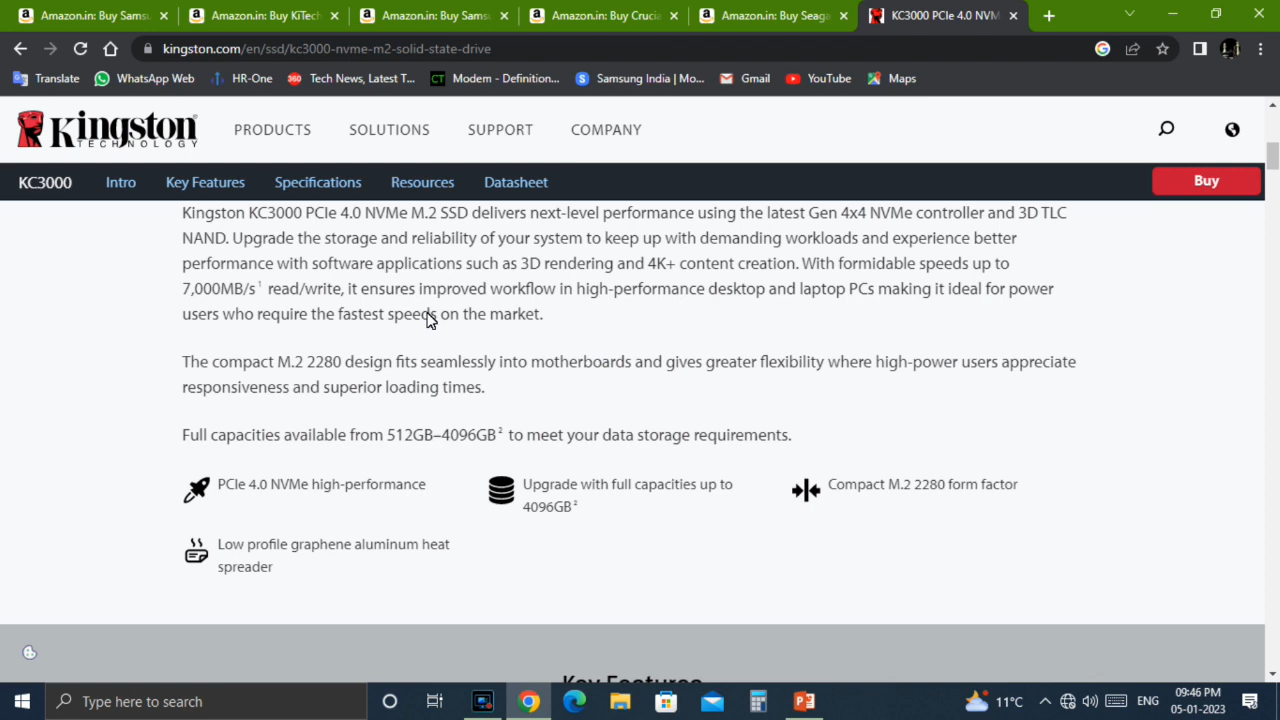 Amazon.in: Buy Samsu
Amazon.in: Buy KiTech
Amazon.in: Buy Samsu
Amazon.in: Buy Crucia
Amazon.in: Buy Seaga
KC3000 PCIe 4.0 NVM
kingston.com/en/ssd/kc3000-nvme-m2-solid-state-drive
Translate
WhatsApp Web
HR-One
360
Tech News, Latest T...
CT
Modem - Definition...
S
Samsung India | Mo...
Gmail
YouTube
Maps
Kingston
TECHNOLOGY
PRODUCTS
SOLUTIONS
SUPPORT
COMPANY
KC3000
Intro
Key Features
Specifications
Resources
Datasheet
Buy
Kingston KC3000 PCIe 4.0 NVMe M.2 SSD delivers next-level performance using the latest Gen 4x4 NVMe controller and 3D TLC
NAND. Upgrade the storage and reliability of your system to keep up with demanding workloads and experience better
performance with software applications such as 3D rendering and 4K+ content creation. With formidable speeds up to
7,000MB/s¹ read/write, it ensures improved workflow in high-performance desktop and laptop PCs making it ideal for power
users who require the fastest speeds on the market.
The compact M.2 2280 design fits seamlessly into motherboards and gives greater flexibility where high-power users appreciate
responsiveness and superior loading times.
Full capacities available from 512GB–4096GB² to meet your data storage requirements.
PCIe 4.0 NVMe high-performance
Upgrade with full capacities up to
4096GB²
Compact M.2 2280 form factor
Low profile graphene aluminum heat
spreader
Key Features
Type here to search
11°C
ENG
09:46 PM
05-01-2023